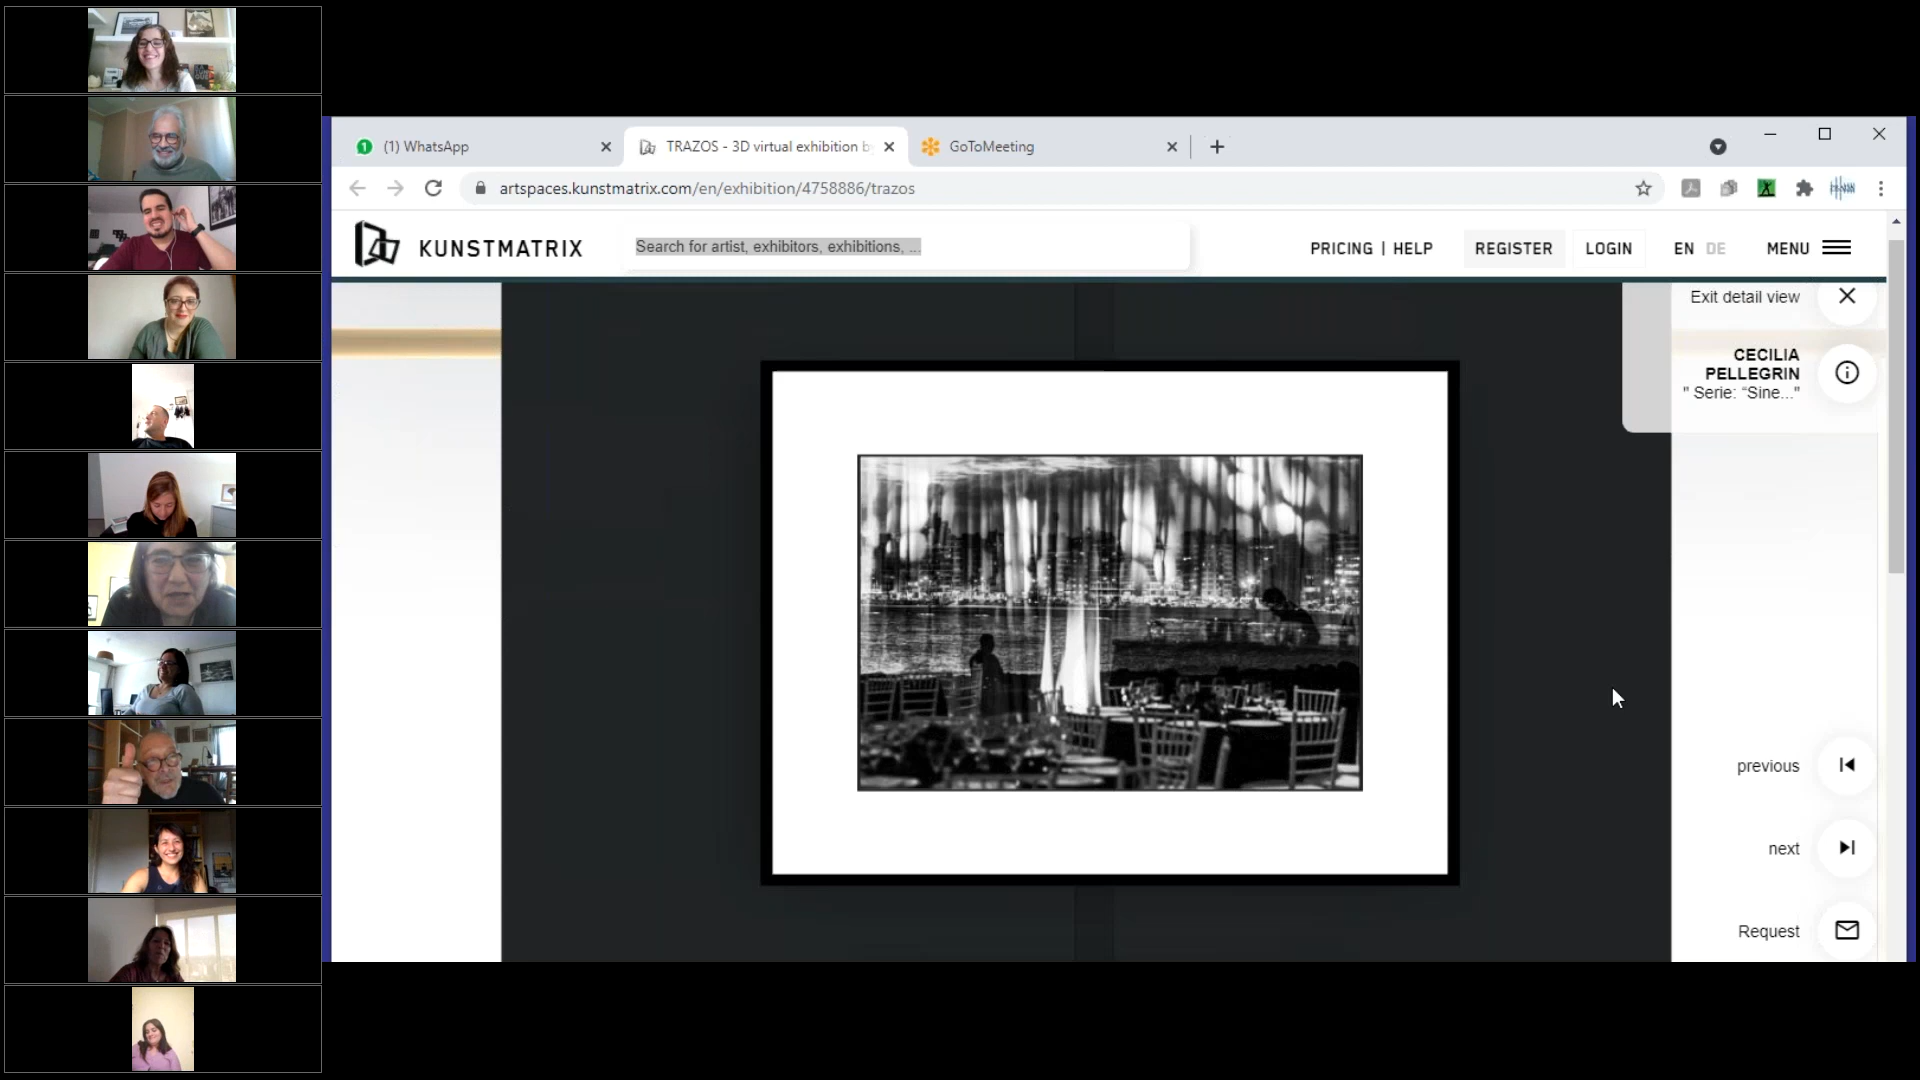 (1) WhatsApp
TRAZOS - 3D virtual exhibition b
GoToMeeting
artspaces.kunstmatrix.com/en/exhibition/4758886/trazos
KUNSTMATRIX
Search for artist, exhibitors, exhibitions, ...
PRICING | HELP
REGISTER
LOGIN
EN DE
MENU
Exit detail view
CECILIA
PELLEGRIN
" Serie: “Sine..."
previous
next
Request